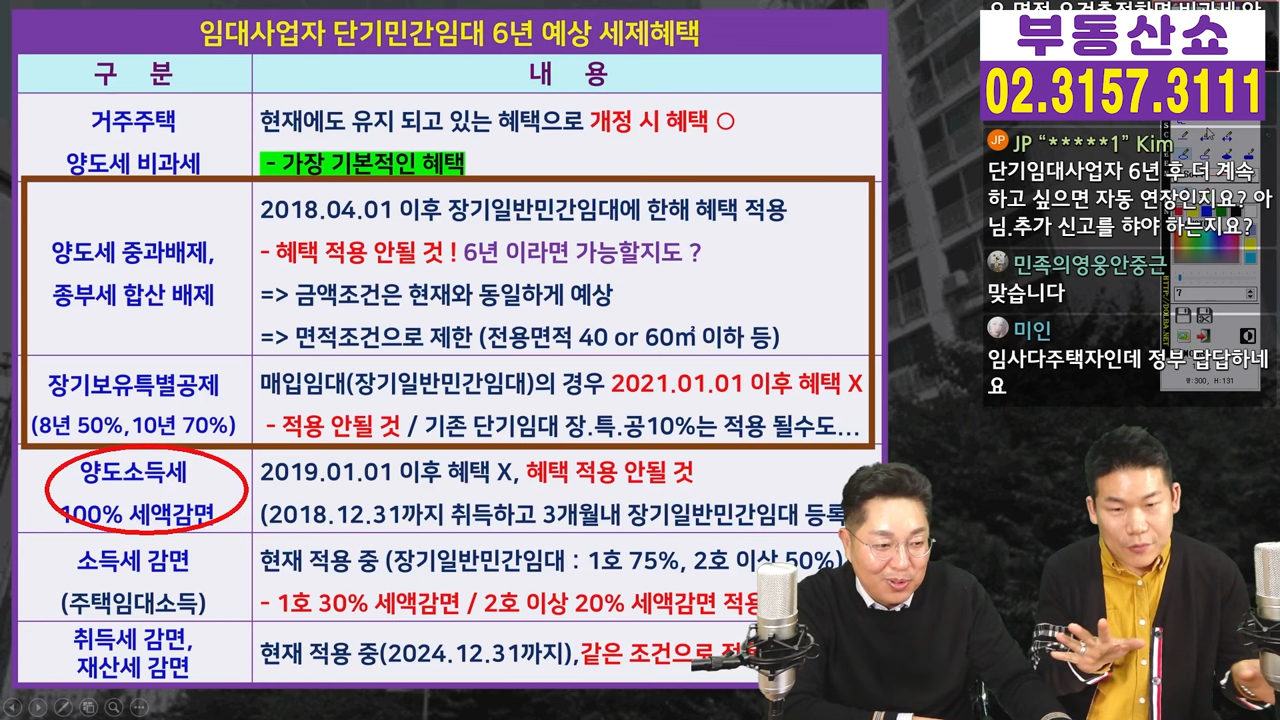 임대사업자 단기민간임대 6년 예상 세제혜택
구 분
내 용
거주주택
양도세 비과세
현재에도 유지 되고 있는 혜택으로 개정 시 혜택 ○
- 가장 기본적인 혜택
양도세 중과배제,
종부세 합산 배제
2018.04.01 이후 장기일반민간임대에 한해 혜택 적용
- 혜택 적용 안될 것 ! 6년 이라면 가능할지도 ?
=> 금액조건은 현재와 동일하게 예상
=> 면적조건으로 제한 (전용면적 40 or 60㎡ 이하 등)
장기보유특별공제
(8년 50%,10년 70%)
매입임대(장기일반민간임대)의 경우 2021.01.01 이후 혜택 X
- 적용 안될 것 / 기존 단기임대 장.특.공10%는 적용 될수도...
양도소득세
100% 세액감면
2019.01.01 이후 혜택 X, 혜택 적용 안될 것
(2018.12.31까지 취득하고 3개월내 장기일반민간임대 등록
소득세 감면
(주택임대소득)
현재 적용 중 (장기일반민간임대 : 1호 75%, 2호 이상 50%)
- 1호 30% 세액감면 / 2호 이상 20% 세액감면 적용
취득세 감면,
재산세 감면
현재 적용 중(2024.12.31까지),같은 조건으로
부동산쇼
02.3157.3111
JP
JP “*****1” Kim
단기임대사업자 6년 후 더 계속
하고 싶으면 자동 연장인지요? 아
님.추가 신고를 햐야 하는지요?
민족의영웅안중근
맞습니다
미인
임사다주택자인데 정부 답답하네
요
7
HTTP://DOLBA.NET
W:300, H:131